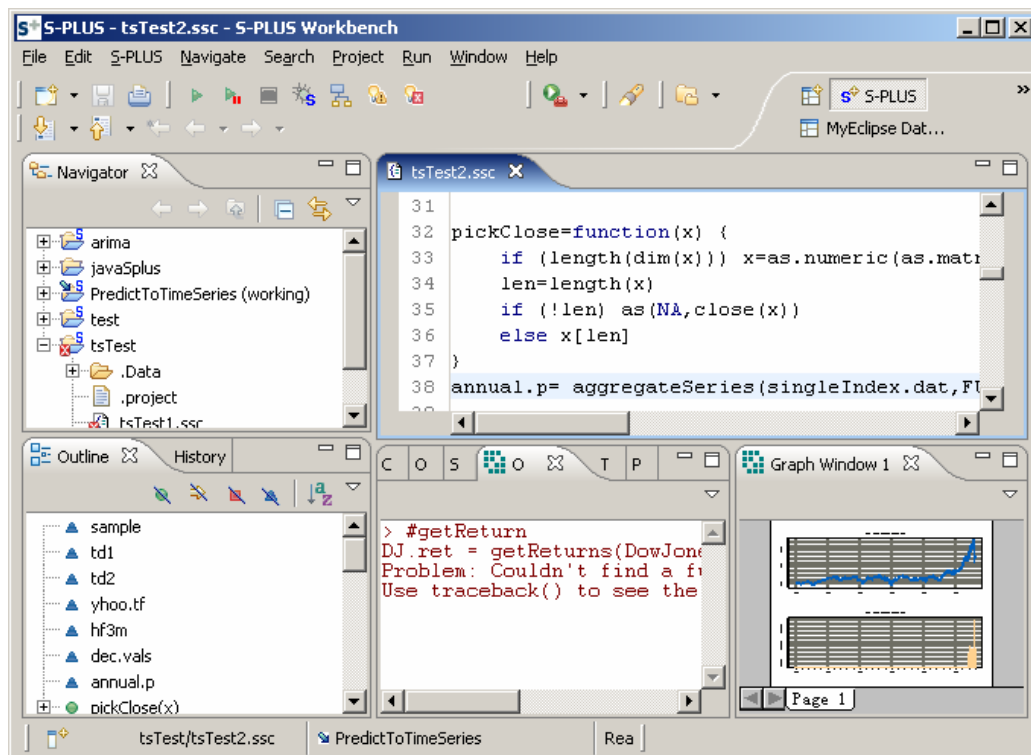 S-PLUS - tsTest2.ssc - S-PLUS Workbench
File Edit S-PLUS Navigate Search Project Run Window Help
S-PLUS
MyEclipse Dat...
Navigator
arima
javaSplus
PredictToTimeSeries (working)
test
tsTest
.Data
.project
tsTest1.ssc
tsTest2.ssc
31
32 pickClose=function(x) {
33 if (length(dim(x))) x=as.numeric(as.matr
34 len=length(x)
35 if (!len) as(NA,close(x))
36 else x[len]
37 }
38 annual.p= aggregateSeries(singleIndex.dat,FU
39
Outline History
sample
td1
td2
yhoo.tf
hf3m
dec.vals
annual.p
pickClose(x)
C O S O T P
> #getReturn
DJ.ret = getReturns(DowJone
Problem: Couldn't find a fu
Use traceback() to see the
Graph Window 1
Page 1
tsTest/tsTest2.ssc PredictToTimeSeries Rea